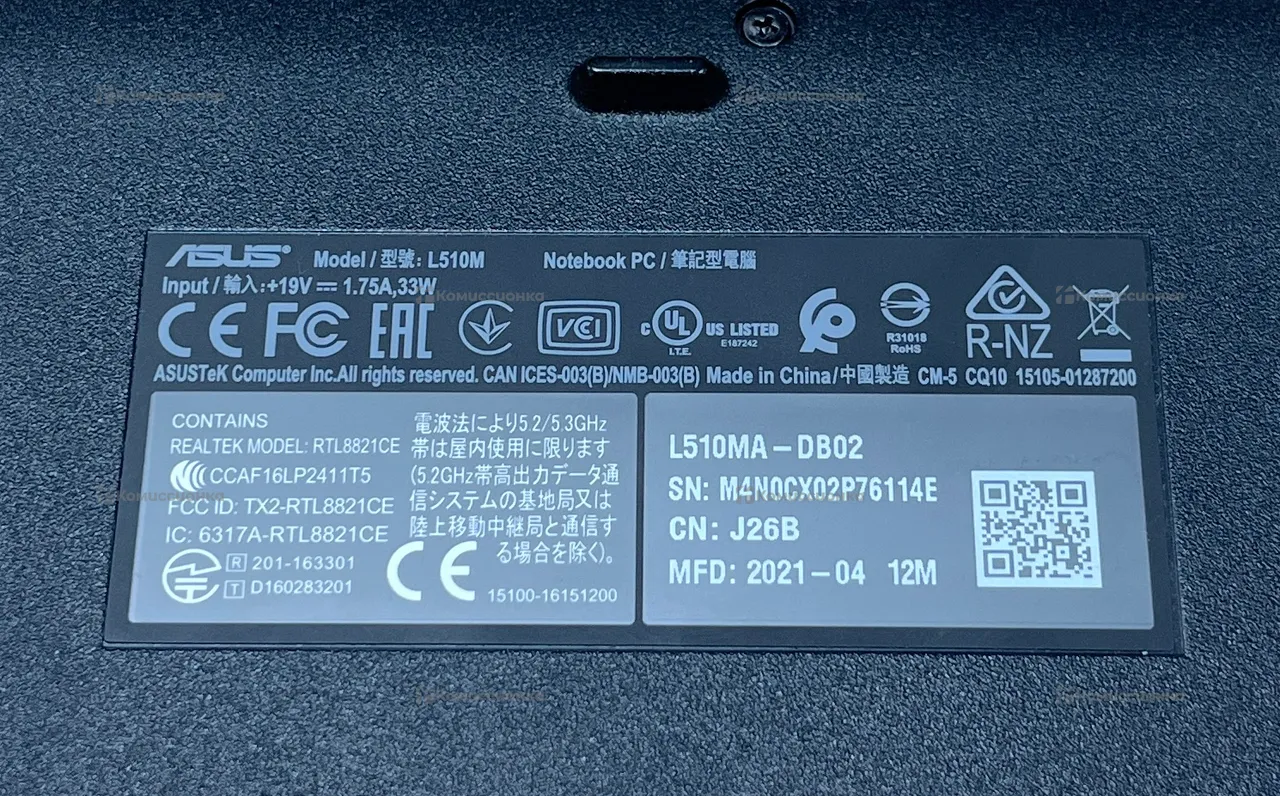 ASUS Model / 型號: L510M Notebook PC / 筆記型電腦
Input / 輸入:+19V 1.75A,33W
CE FC EAC VCCI c UL US LISTED R31018 R-NZ
I.T.E. E187242 RoHS
ASUSTeK Computer Inc.All rights reserved. CAN ICES-003(B)/NMB-003(B) Made in China/中國製造 CM-5 CQ10 15105-01287200
CONTAINS
REALTEK MODEL: RTL8821CE
CCAF16LP2411T5
FCC ID: TX2-RTL8821CE
IC: 6317A-RTL8821CE
R 201-163301
T D160283201
CE
電波法により5.2/5.3GHz
帯は屋内使用に限ります
(5.2GHz帯高出力データ通
信システムの基地局又は
陸上移動中継局と通信す
る場合を除く)。
15100-16151200
L510MA-DB02
SN: M4N0CX02P76114E
CN: J26B
MFD: 2021-04 12M
Комиссионка